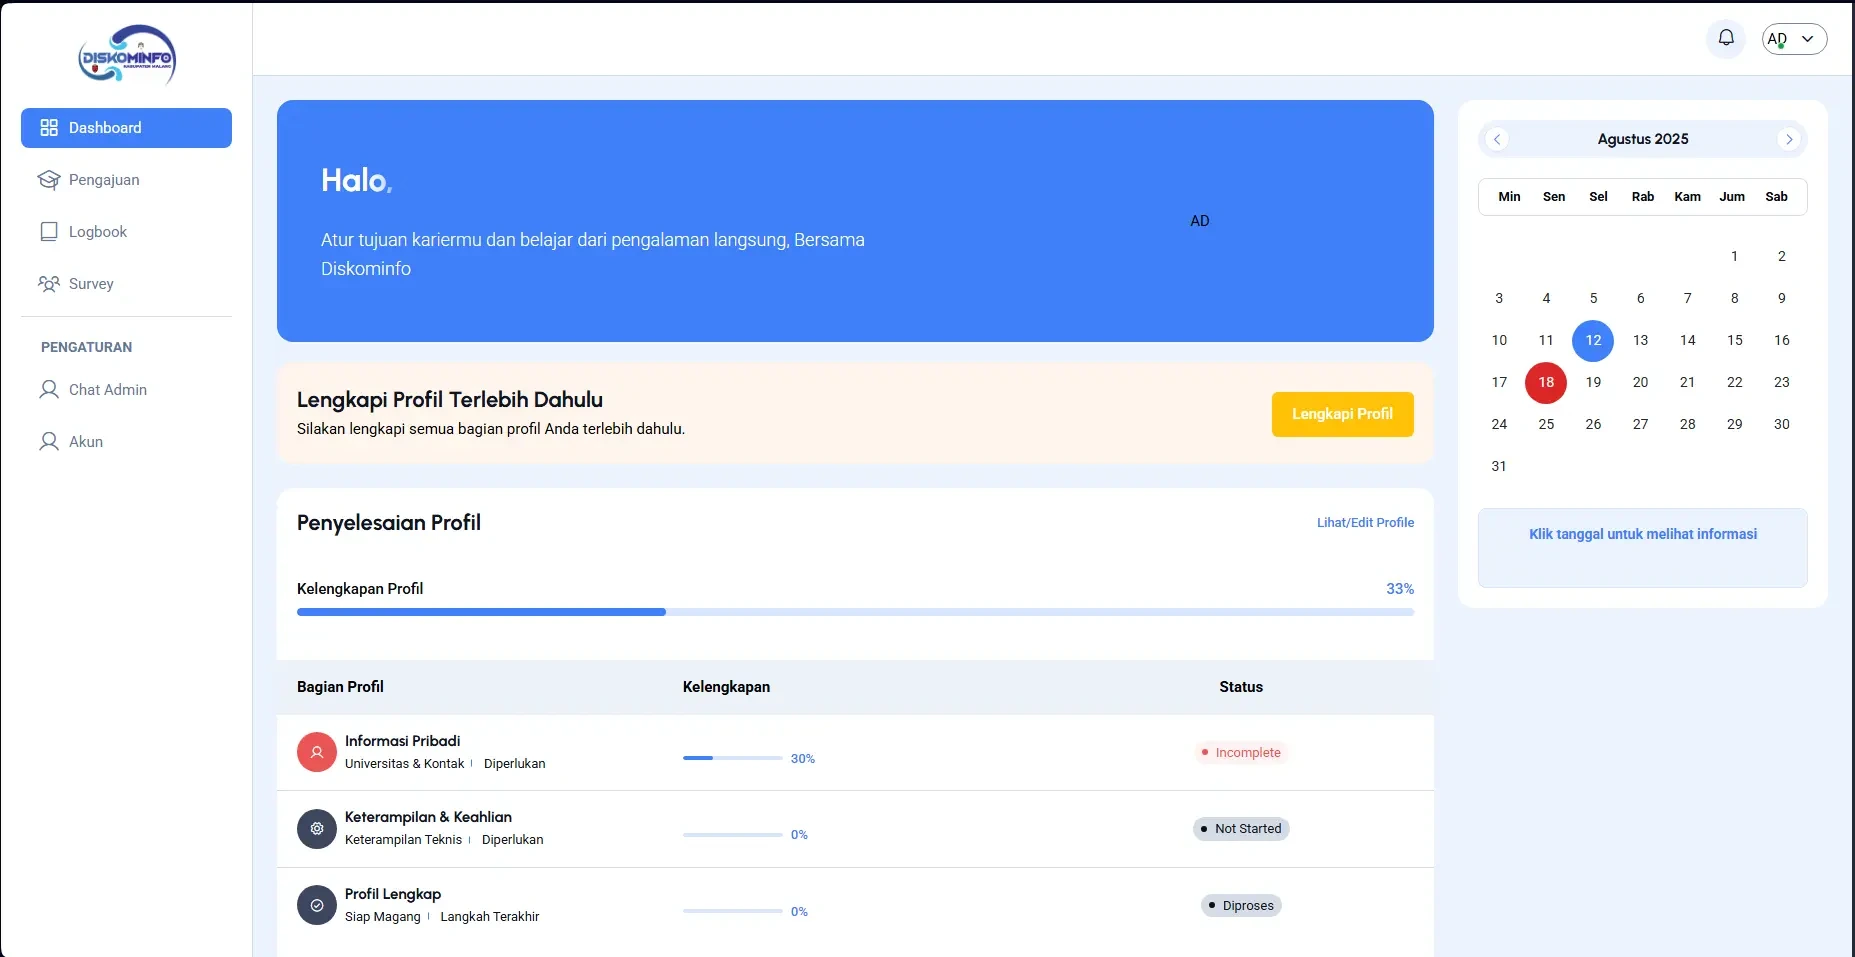 DISKOMINFO
KABUPATEN MALANG
Dashboard
Pengajuan
Logbook
Survey
PENGATURAN
Chat Admin
Akun
AD
Halo,
Atur tujuan kariermu dan belajar dari pengalaman langsung, Bersama
Diskominfo
AD
Lengkapi Profil Terlebih Dahulu
Silakan lengkapi semua bagian profil Anda terlebih dahulu.
Lengkapi Profil
Penyelesaian Profil
Lihat/Edit Profile
Kelengkapan Profil
33%
Bagian Profil Kelengkapan Status
Informasi Pribadi
Universitas & Kontak Diperlukan
30%
Incomplete
Keterampilan & Keahlian
Keterampilan Teknis Diperlukan
0%
Not Started
Profil Lengkap
Siap Magang Langkah Terakhir
0%
Diproses
Agustus 2025
Min Sen Sel Rab Kam Jum Sab
1 2
3 4 5 6 7 8 9
10 11 12 13 14 15 16
17 18 19 20 21 22 23
24 25 26 27 28 29 30
31
Klik tanggal untuk melihat informasi